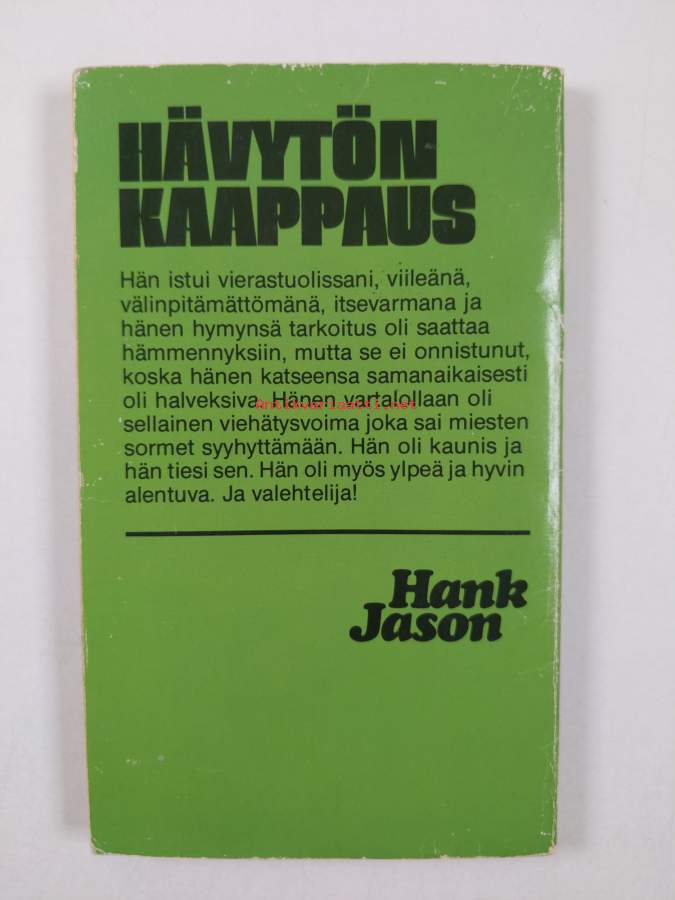 HÄVYTÖN
KAAPPAUS
Hän istui vierastuolissani, viileänä,
välinpitämättömänä, itsevarmana ja
hänen hymynsä tarkoitus oli saattaa
hämmennyksiin, mutta se ei onnistunut,
koska hänen katseensa samanaikaisesti
oli halveksiva. Hänen vartalollaan oli
Antikvariaatti.net
sellainen viehätysvoima joka sai miesten
sormet syyhyttämään. Hän oli kaunis ja
hän tiesi sen. Hän oli myös ylpeä ja hyvin
alentuva. Ja valehtelija!
Hank
Jason